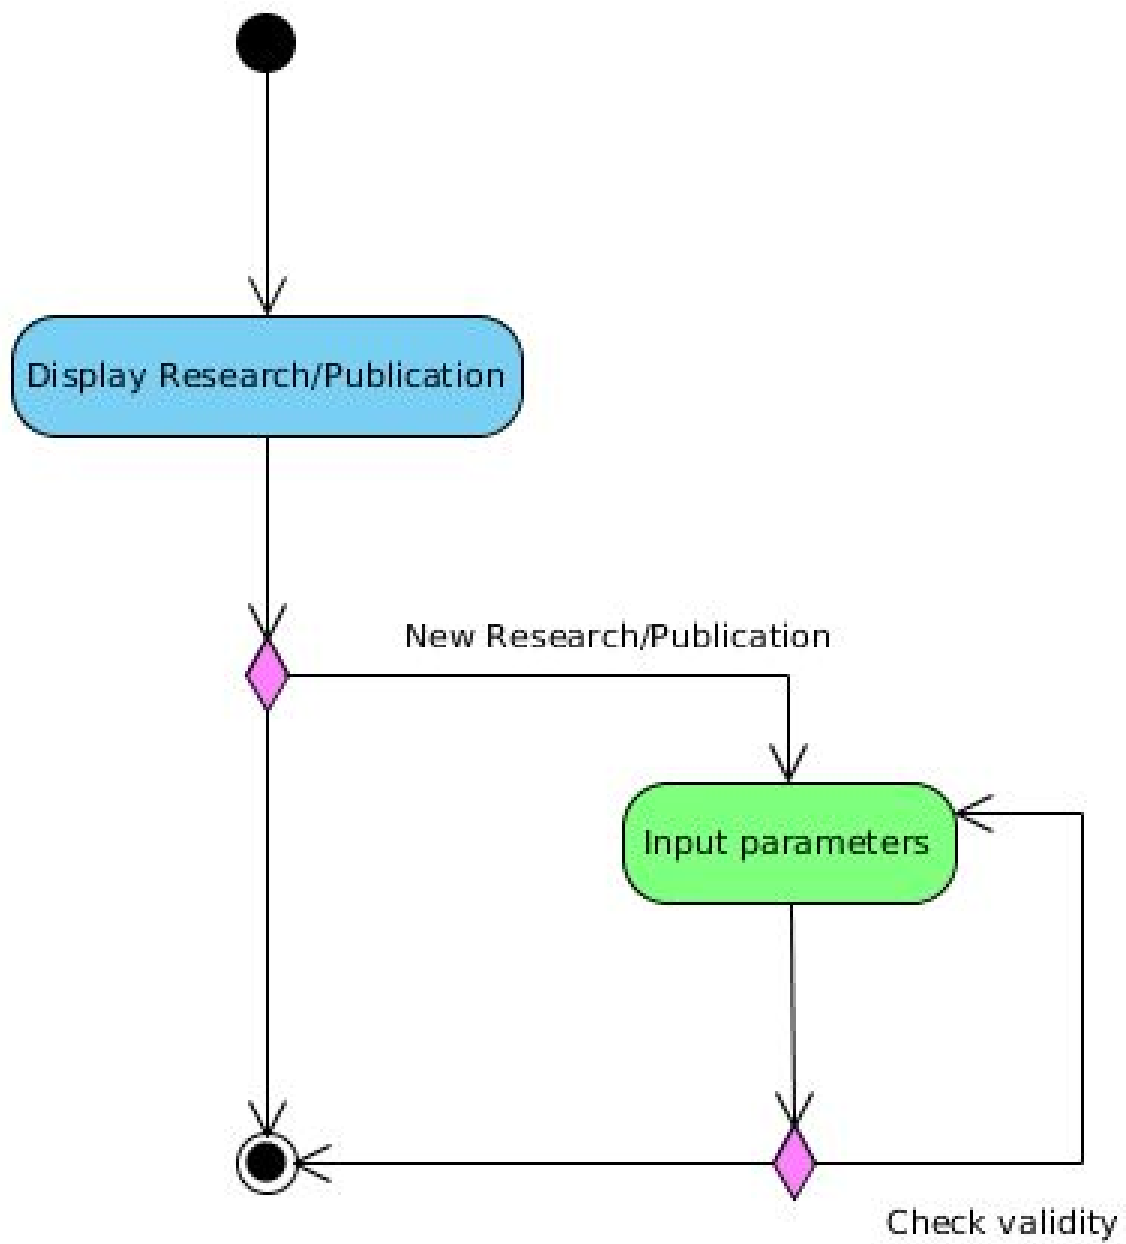 Display Research/Publication
New Research/Publication
Input parameters
Check validity